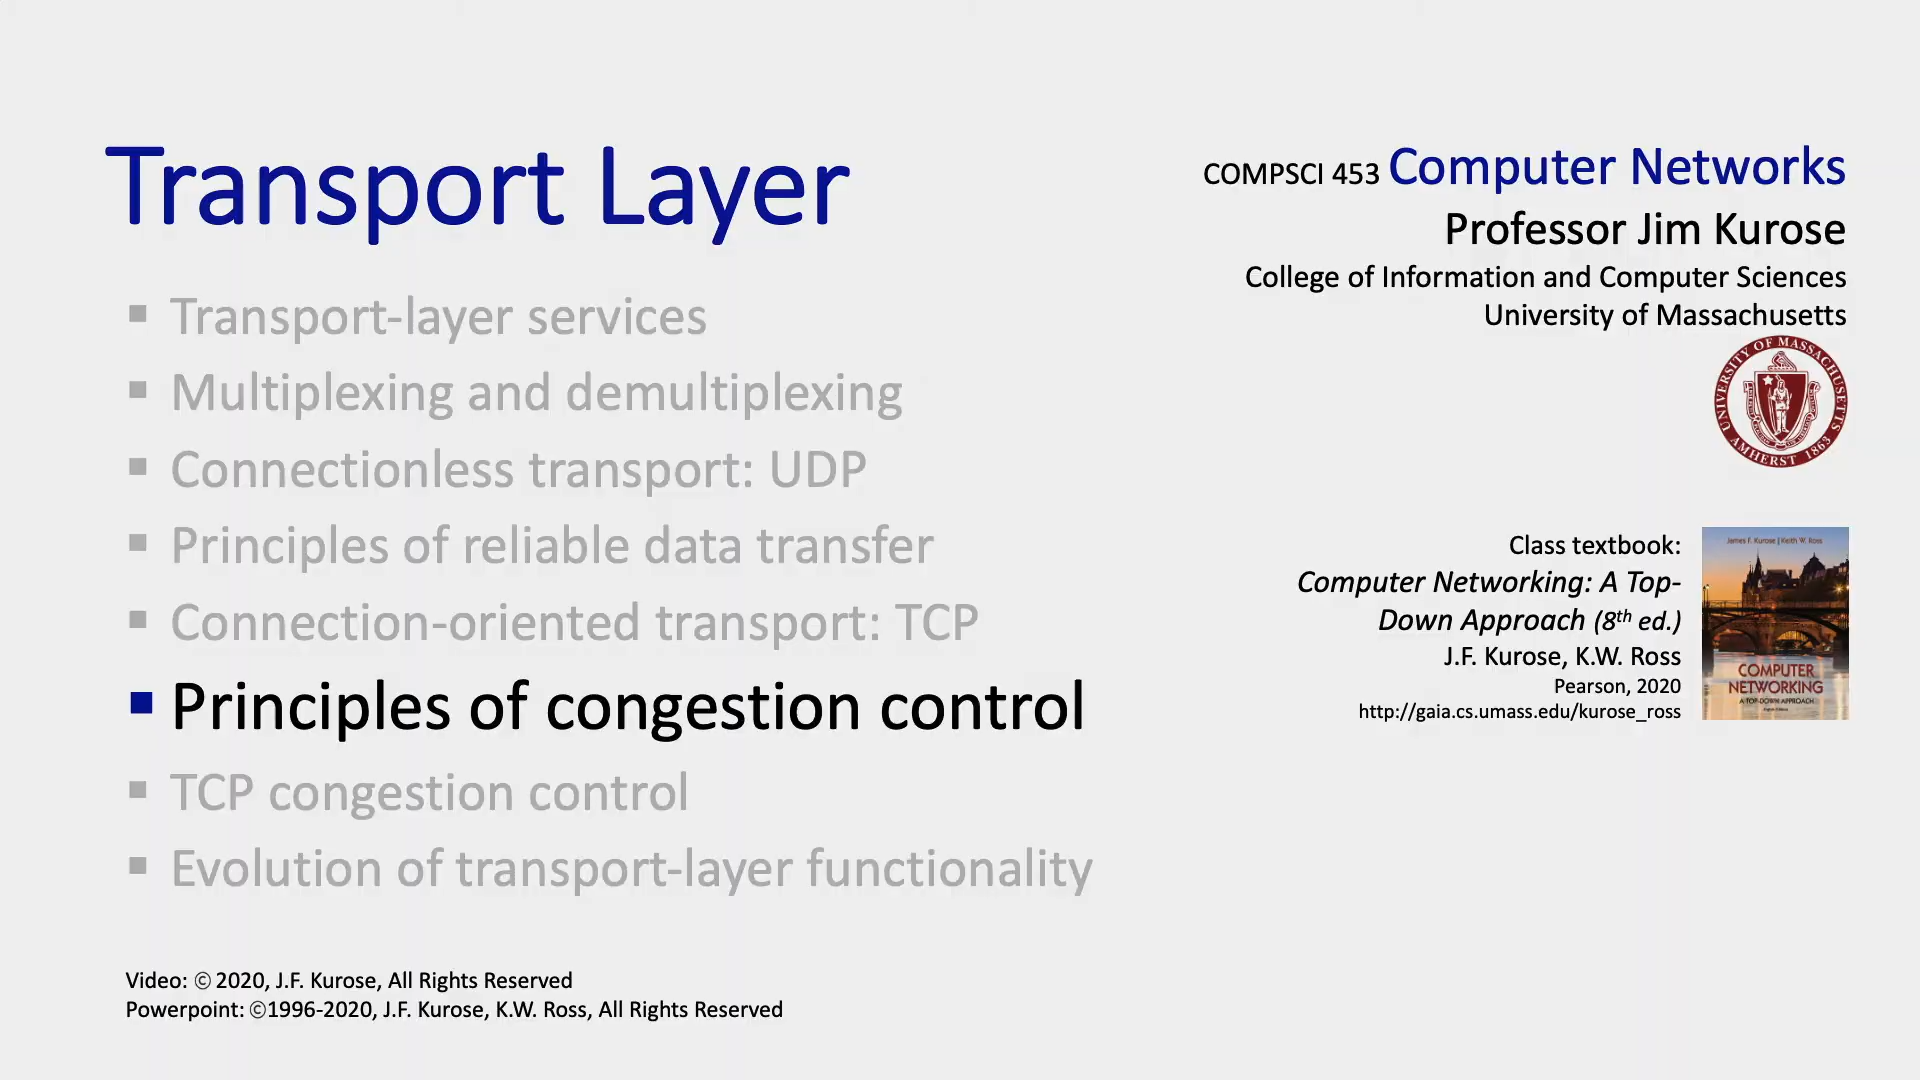 Transport Layer
Transport-layer services
Multiplexing and demultiplexing
Connectionless transport: UDP
Principles of reliable data transfer
Connection-oriented transport: TCP
Principles of congestion control
TCP congestion control
Evolution of transport-layer functionality
Video: © 2020, J.F. Kurose, All Rights Reserved
Powerpoint: ©1996-2020, J.F. Kurose, K.W. Ross, All Rights Reserved
COMPSCI 453 Computer Networks
Professor Jim Kurose
College of Information and Computer Sciences
University of Massachusetts
UNIVERSITY OF MASSACHUSETTS
AMHERST 1863
Class textbook:
Computer Networking: A Top-
Down Approach (8th ed.)
J.F. Kurose, K.W. Ross
Pearson, 2020
http://gaia.cs.umass.edu/kurose_ross
James F. Kurose | Keith W. Ross
COMPUTER
NETWORKING
A TOP-DOWN APPROACH